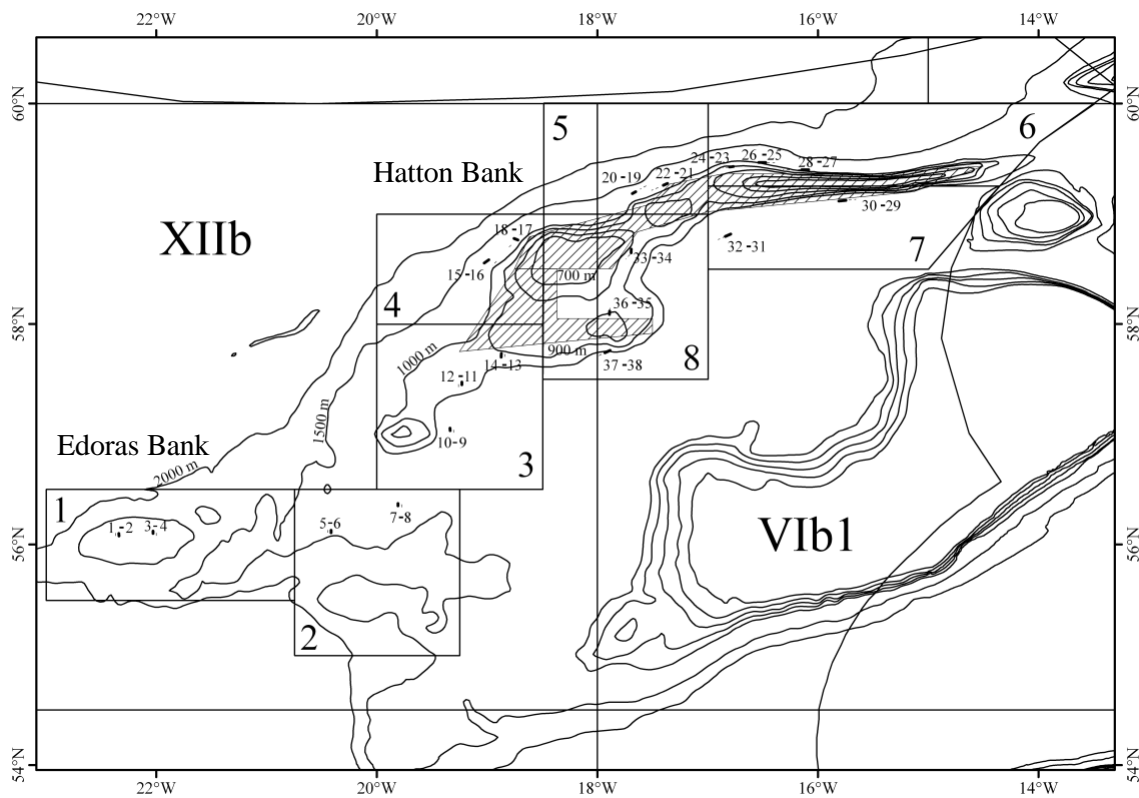 22°W 20°W 18°W 16°W 14°W
60°N 60°N
5 6
24 -23 26 -25 28 -27
Hatton Bank
20 -19 22 -21
30 -29
XIIb
18 -17 32 -31
15 -16 33 -34 7
700 m
4 36 -35
58°N 58°N
1000 m 14 -13 900 m 37 -38 8
12 -11
1500 m
Edoras Bank 10-9
2000 m 3
1
1 -2 3- 4 5 -6 7-8
VIb1
56°N 56°N
2
54°N 54°N
22°W 20°W 18°W 16°W 14°W